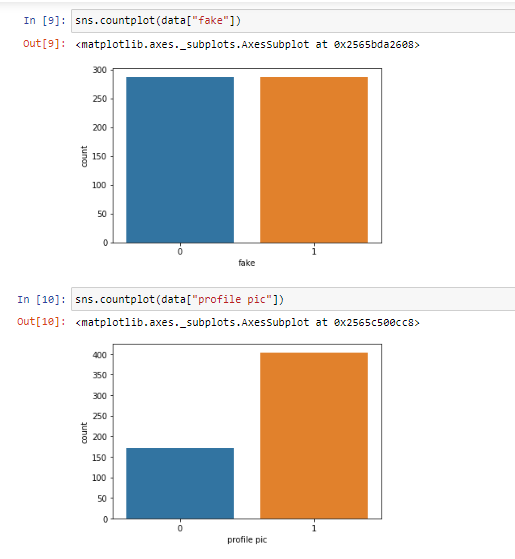 In [9]: sns.countplot(data["fake"])
Out[9]: <matplotlib.axes._subplots.AxesSubplot at 0x2565bda2608>
300
250
200
150
100
50
0
count
0 1
fake
In [10]: sns.countplot(data["profile pic"])
Out[10]: <matplotlib.axes._subplots.AxesSubplot at 0x2565c500cc8>
400
350
300
250
200
150
100
50
0
count
0 1
profile pic